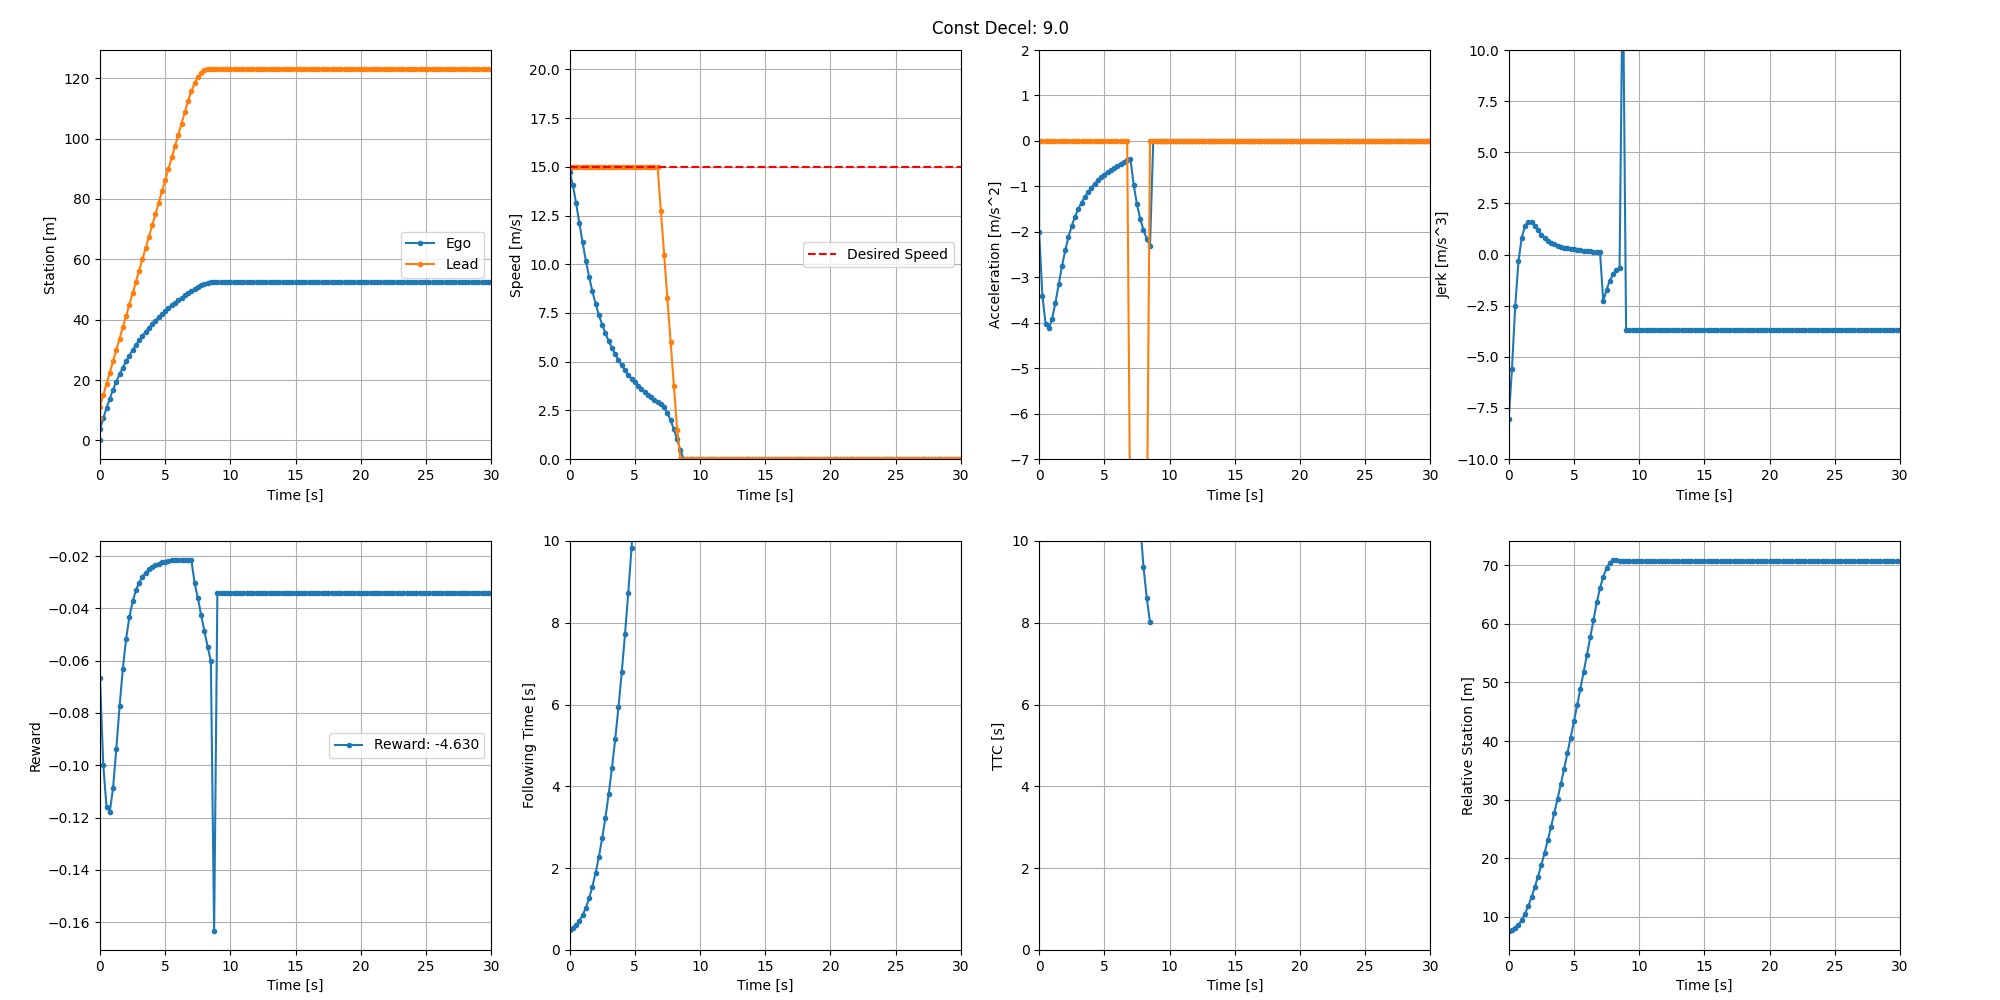 Const Decel: 9.0
Station [m]
120
100
80
60
40
20
0
Ego
Lead
0 5 10 15 20 25 30
Time [s]
Speed [m/s]
20.0
17.5
15.0
12.5
10.0
7.5
5.0
2.5
0.0
Desired Speed
0 5 10 15 20 25 30
Time [s]
Acceleration [m/s^2]
2
1
0
−1
−2
−3
−4
−5
−6
−7
0 5 10 15 20 25 30
Time [s]
Jerk [m/s^3]
10.0
7.5
5.0
2.5
0.0
−2.5
−5.0
−7.5
−10.0
0 5 10 15 20 25 30
Time [s]
Reward
−0.02
−0.04
−0.06
−0.08
−0.10
−0.12
−0.14
−0.16
Reward: -4.630
0 5 10 15 20 25 30
Time [s]
Following Time [s]
10
8
6
4
2
0
0 5 10 15 20 25 30
Time [s]
TTC [s]
10
8
6
4
2
0
0 5 10 15 20 25 30
Time [s]
Relative Station [m]
70
60
50
40
30
20
10
0 5 10 15 20 25 30
Time [s]